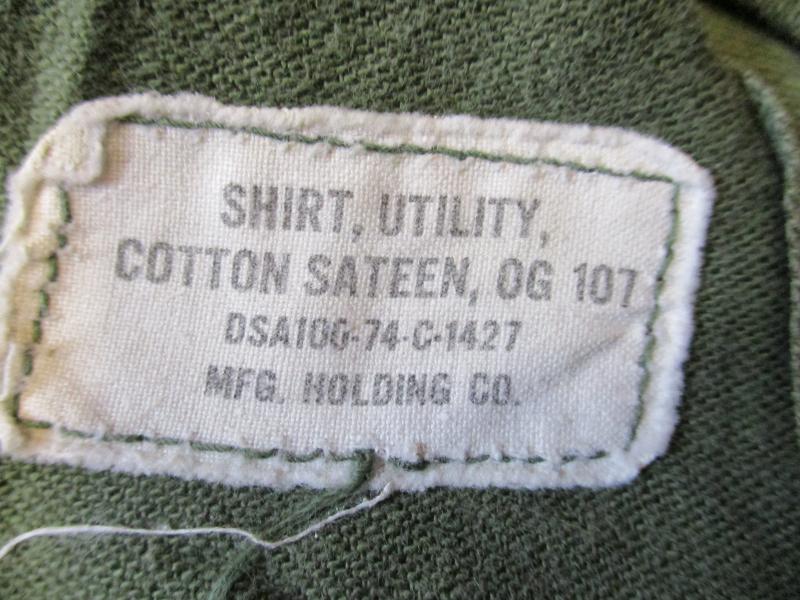 SHIRT, UTILITY,
COTTON SATEEN, OG 107
DSA100-74-C-1427
MFG. HOLDING CO.